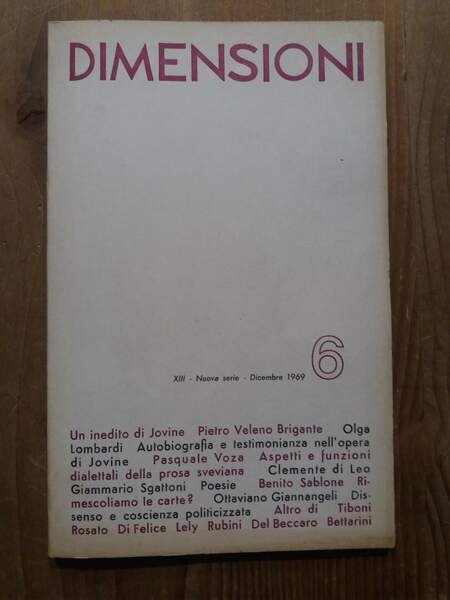 DIMENSIONI
XIII - Nuova serie - Dicembre 1969 6
Un inedito di Jovine Pietro Veleno Brigante Olga
Lombardi Autobiografia e testimonianza nell'opera
di Jovine Pasquale Voza Aspetti e funzioni
dialettali della prosa sveviana Clemente di Leo
Giammario Sgattoni Poesie Benito Sablone Ri-
mescoliamo le carte? Ottaviano Giannangeli Dis-
senso e coscienza politicizzata Altro di Tiboni
Rosato Di Felice Lely Rubini Del Beccaro Bettarini